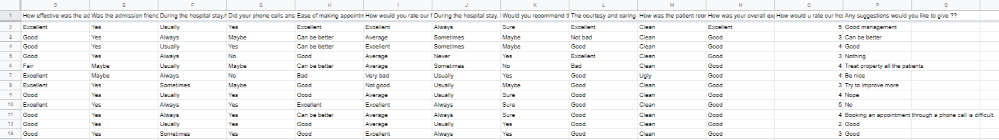 D E F G H I J K L M N O P Q
1 How effective was the ad Was the admission friend During the hospital stay,h Did your phone calls ans Ease of making appointm How would you rate our f During the hospital stay, Would you recommend t The courtesy and caring How was the patient roor How was your overall exp How would u rate our hos Any suggestions would you like to give ??
2 Excellent Yes Usually Yes Excellent Excellent Always Sure Excellent Clean Excellent 5 Good management
3 Good Yes Always Maybe Can be better Average Sometimes Maybe Not bad Clean Good 3 Can be better
4 Good Yes Usually Yes Can be better Excellent Sometimes Maybe Good Clean Good 4 Good
5 Good Yes Always No Good Average Never Yes Excellent Clean Good 3 Nothing
6 Fair Maybe Usually Maybe Can be better Average Sometimes No Bad Clean Good 4 Treat property all the patients
7 Excellent Maybe Always No Bad Very bad Usually Yes Good Ugly Good 4 Be nice
8 Excellent Yes Sometimes Maybe Good Not good Usually Maybe Good Clean Good 3 Try to improve more
9 Good Yes Usually Yes Good Average Usually Sure Good Clean Good 4 Nope
10 Excellent Yes Always Yes Excellent Excellent Always Sure Good Clean Good 5 No
11 Good Yes Always Yes Can be better Average Always Sure Good Clean Good 4 Booking an appointment through a phone call is difficult.
12 Good Yes Usually Yes Good Average Usually Yes Good Clean Good 2 Good
13 Good Yes Sometimes Yes Good Excellent Always Yes Good Clean Good 3 Good